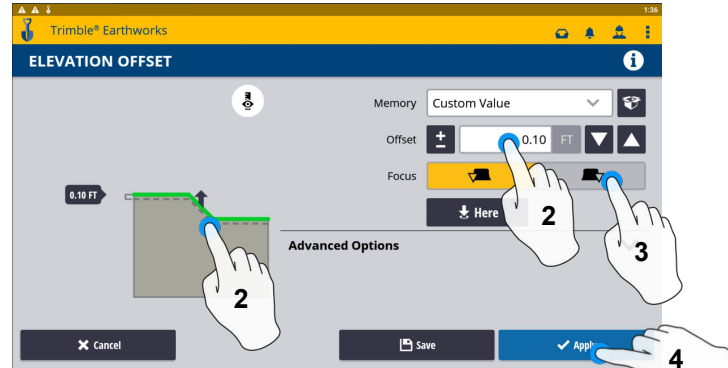 1:36
Trimble® Earthworks
ELEVATION OFFSET
Memory Custom Value
Offset ± 0.10 FT
Focus
0.10 FT
Here
2
3
Advanced Options
2
Cancel
Save
Apply
4